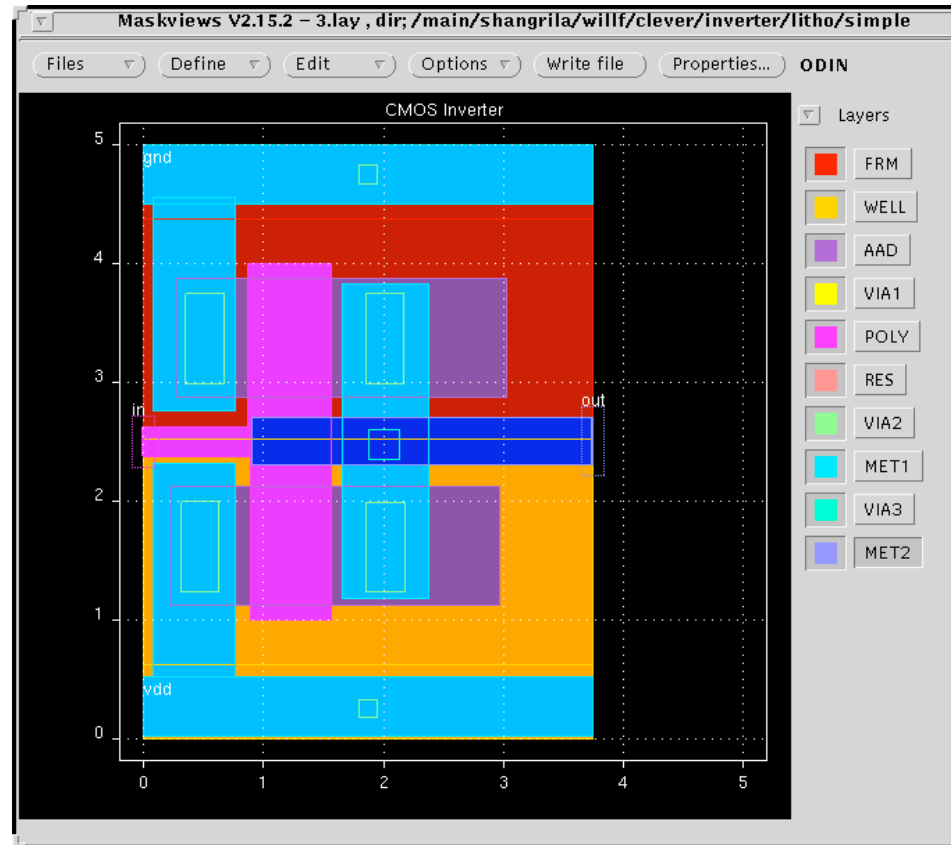 Maskviews V2.15.2 – 3.lay , dir; /main/shangrila/willf/clever/inverter/litho/simple
Files Define Edit Options Write file Properties... ODIN
CMOS Inverter
Layers
FRM
WELL
AAD
VIA1
POLY
RES
VIA2
MET1
VIA3
MET2
5
4
3
2
1
0
gnd
in
out
vdd
0 1 2 3 4 5